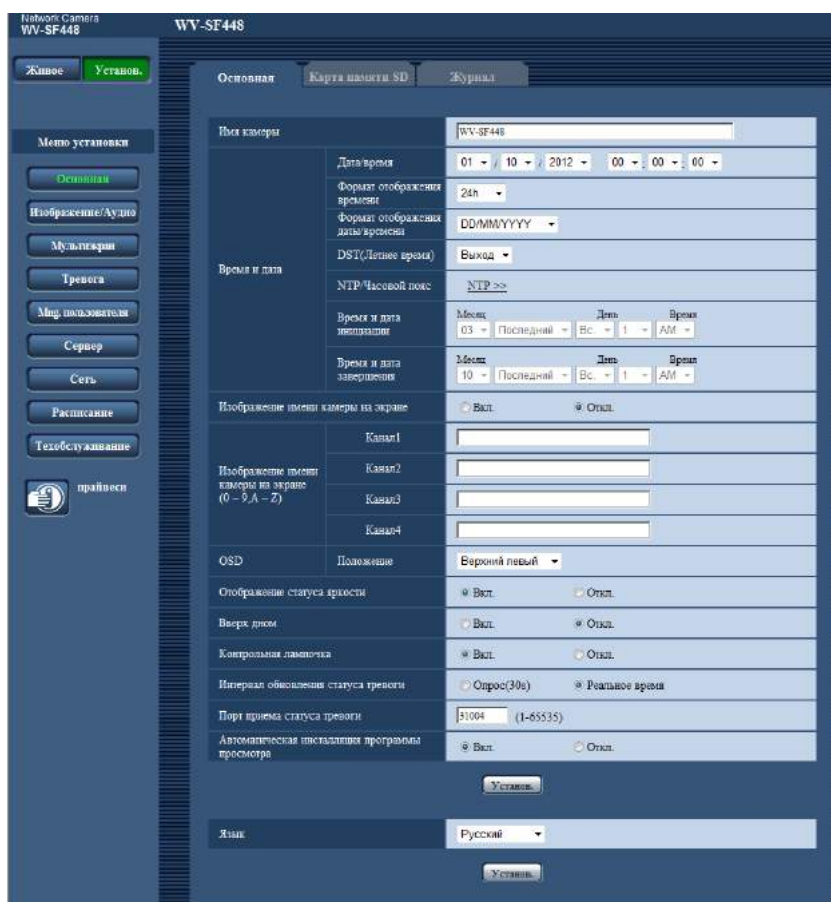 Network Camera
WV-SF448
WV-SF448
Живое
Установ.
Основная
Карта памяти SD
Журнал
Меню установки
Основная
Изображение/Аудио
Мультиэкран
Тревога
Mng. пользователя
Сервер
Сеть
Расписание
Техобслуживание
Имя камеры
WV-SF448
Время и дата
Дата/время
01 / 10 / 2012 00 : 00 : 00
Формат отображения
времени
24h
Формат отображения
даты/времени
DD/MM/YYYY
DST(Летнее время)
Выход
NTP/Часовой пояс
NTP >>
Время и дата
инициации
Месяц День Время
03 Последний Вс. 1 AM
Время и дата
завершения
Месяц День Время
10 Последний Вс. 1 AM
Изображение имени камеры на экране
Вкл. Откл.
Изображение имени
камеры на экране
(0 – 9,A – Z)
Канал1
Канал2
Канал3
Канал4
OSD
Положение
Верхний левый
Отображение статуса яркости
Вкл. Откл.
Вверх дном
Вкл. Откл.
Контрольная лампочка
Вкл. Откл.
Интервал обновления статуса тревоги
Опрос(30s) Реальное время
Порт приема статуса тревоги
31004 (1-65535)
Автоматическая инсталляция программы
просмотра
Вкл. Откл.
Установ.
Язык
Русский
Установ.